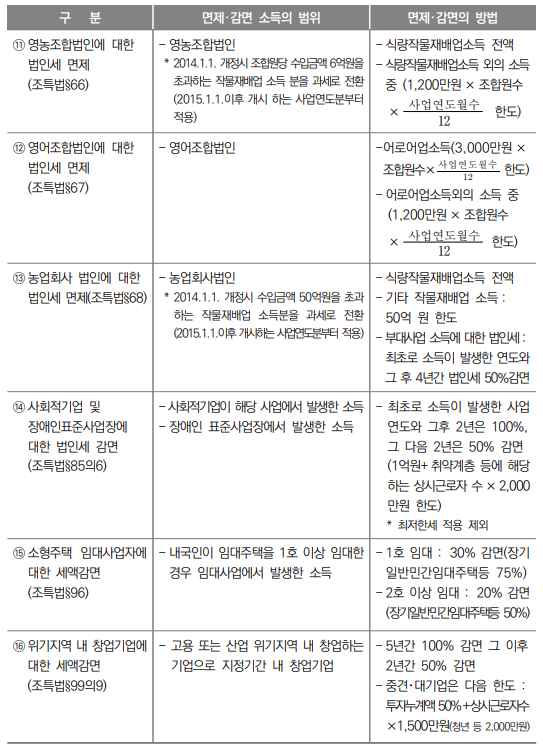 구 분
면제·감면 소득의 범위
면제·감면의 방법
⑪ 영농조합법인에 대한
법인세 면제
(조특법§66)
- 영농조합법인
* 2014.1.1. 개정시 조합원당 수입금액 6억원을
초과하는 작물재배업 소득 분을 과세로 전환
(2015.1.1.이후 개시 하는 사업연도분부터
적용)
- 식량작물재배업소득 전액
- 식량작물재배업소득 외의 소득
중 (1,200만원 × 조합원수
× 사업연도월수/12 한도)
⑫ 영어조합법인에 대한
법인세 면제
(조특법§67)
- 영어조합법인
-어로어업소득(3,000만원 ×
조합원수× 사업연도월수/12 한도)
- 어로어업소득외의 소득 중
(1,200만원 × 조합원수
× 사업연도월수/12 한도)
⑬ 농업회사 법인에 대한
법인세 면제(조특법§68)
- 농업회사법인
* 2014.1.1. 개정시 수입금액 50억원을 초과
하는 작물재배업 소득분을 과세로 전환
(2015.1.1.이후 개시하는 사업연도분부터 적용)
- 식량작물재배업소득 전액
- 기타 작물재배업 소득 :
50억 원 한도
- 부대사업 소득에 대한 법인세 :
최초로 소득이 발생한 연도와
그 후 4년간 법인세 50%감면
⑭ 사회적기업 및
장애인표준사업장에
대한 법인세 감면
(조특법§85의6)
- 사회적기업이 해당 사업에서 발생한 소득
- 장애인 표준사업장에서 발생한 소득
- 최초로 소득이 발생한 사업
연도와 그후 2년은 100%,
그 다음 2년은 50% 감면
(1억원+ 취약계층 등에 해당
하는 상시근로자 수 × 2,000
만원 한도)
* 최저한세 적용 제외
⑮ 소형주택 임대사업자에
대한 세액감면
(조특법§96)
- 내국인이 임대주택을 1호 이상 임대한
경우 임대사업에서 발생한 소득
- 1호 임대 : 30% 감면(장기
일반민간임대주택등 75%)
- 2호 이상 임대 : 20% 감면
(장기일반민간임대주택등 50%)
⑯ 위기지역 내 창업기업에
대한 세액감면
(조특법§99의9)
- 고용 또는 산업 위기지역 내 창업하는
기업으로 지정기간 내 창업기업
- 5년간 100% 감면 그 이후
2년간 50% 감면
- 중견·대기업은 다음 한도 :
투자누계액 50%+상시근로자수
×1,500만원(청년 등 2,000만원)